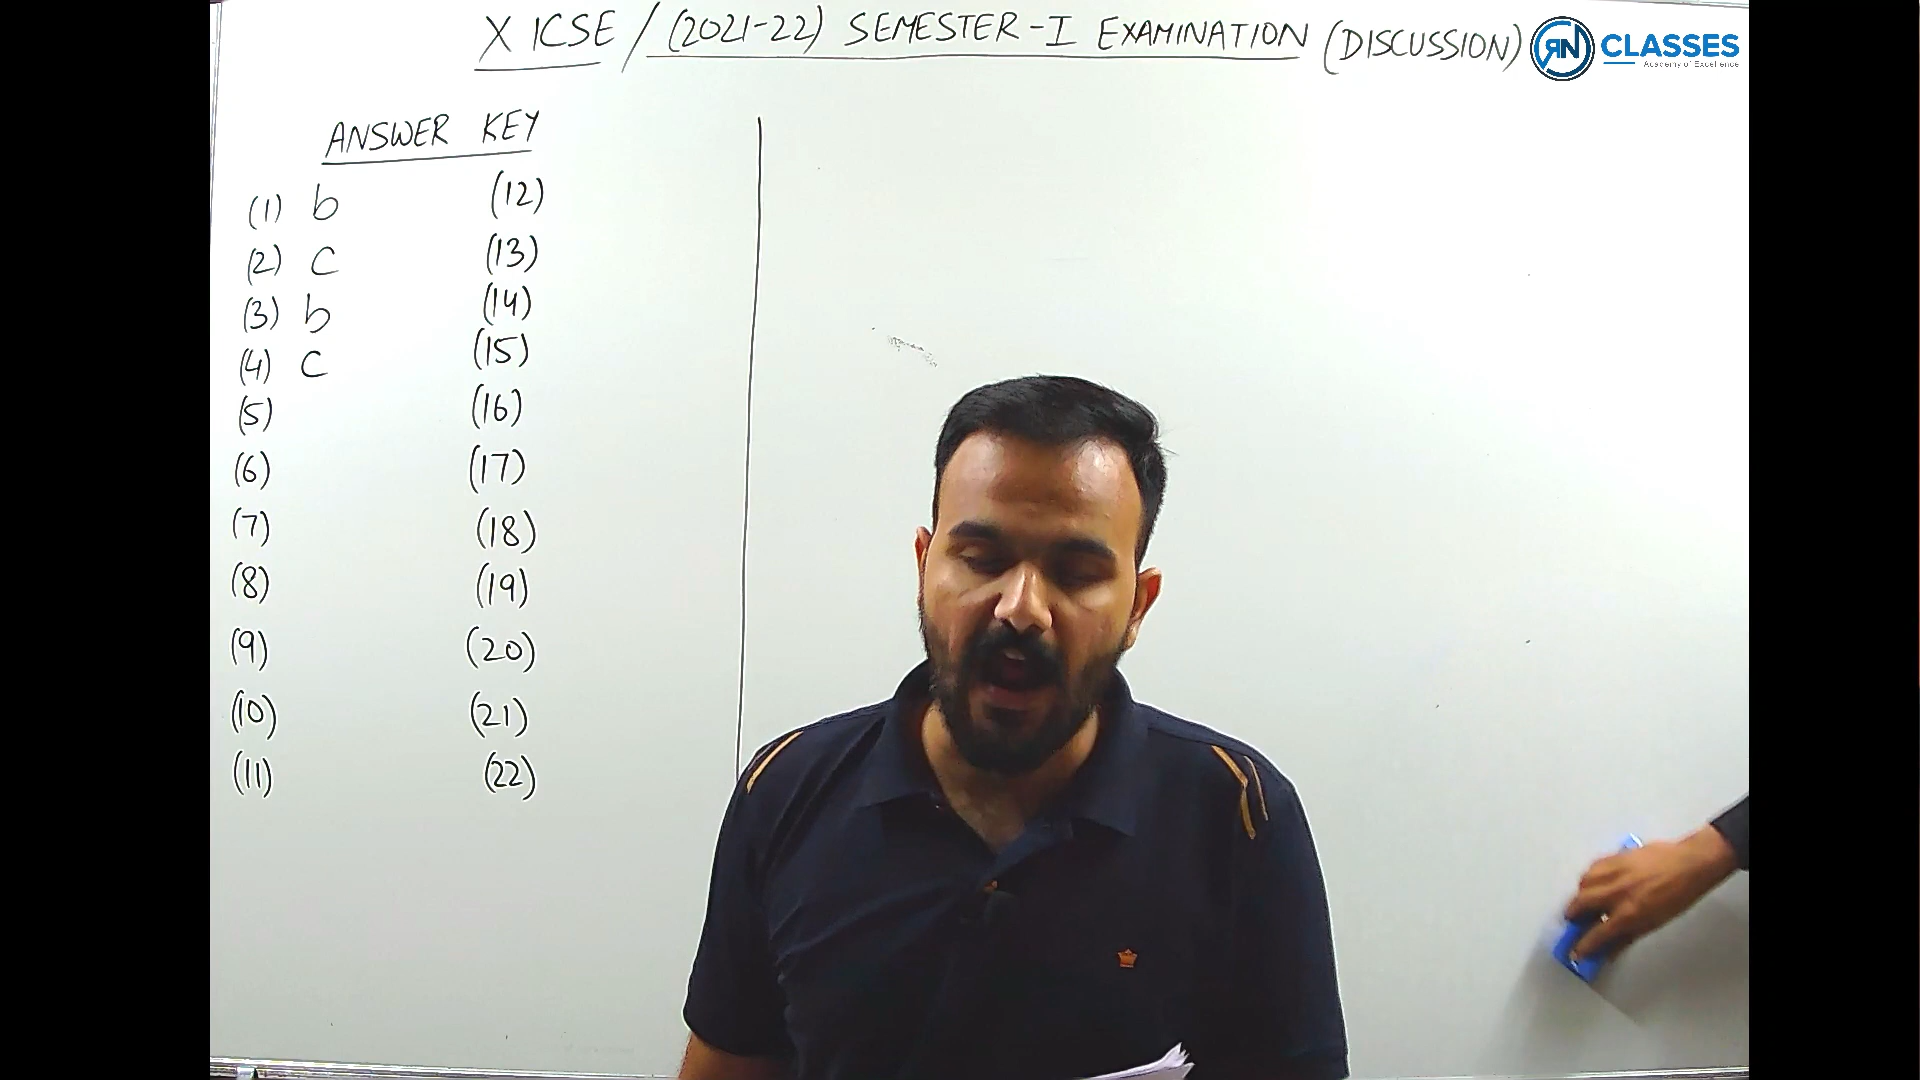 X ICSE / (2021-22) SEMESTER-I EXAMINATION (DISCUSSION)
RN CLASSES
Academy of Excellence
ANSWER KEY
(1) b (12)
(2) c (13)
(3) b (14)
(4) c (15)
(5) (16)
(6) (17)
(7) (18)
(8) (19)
(9) (20)
(10) (21)
(11) (22)